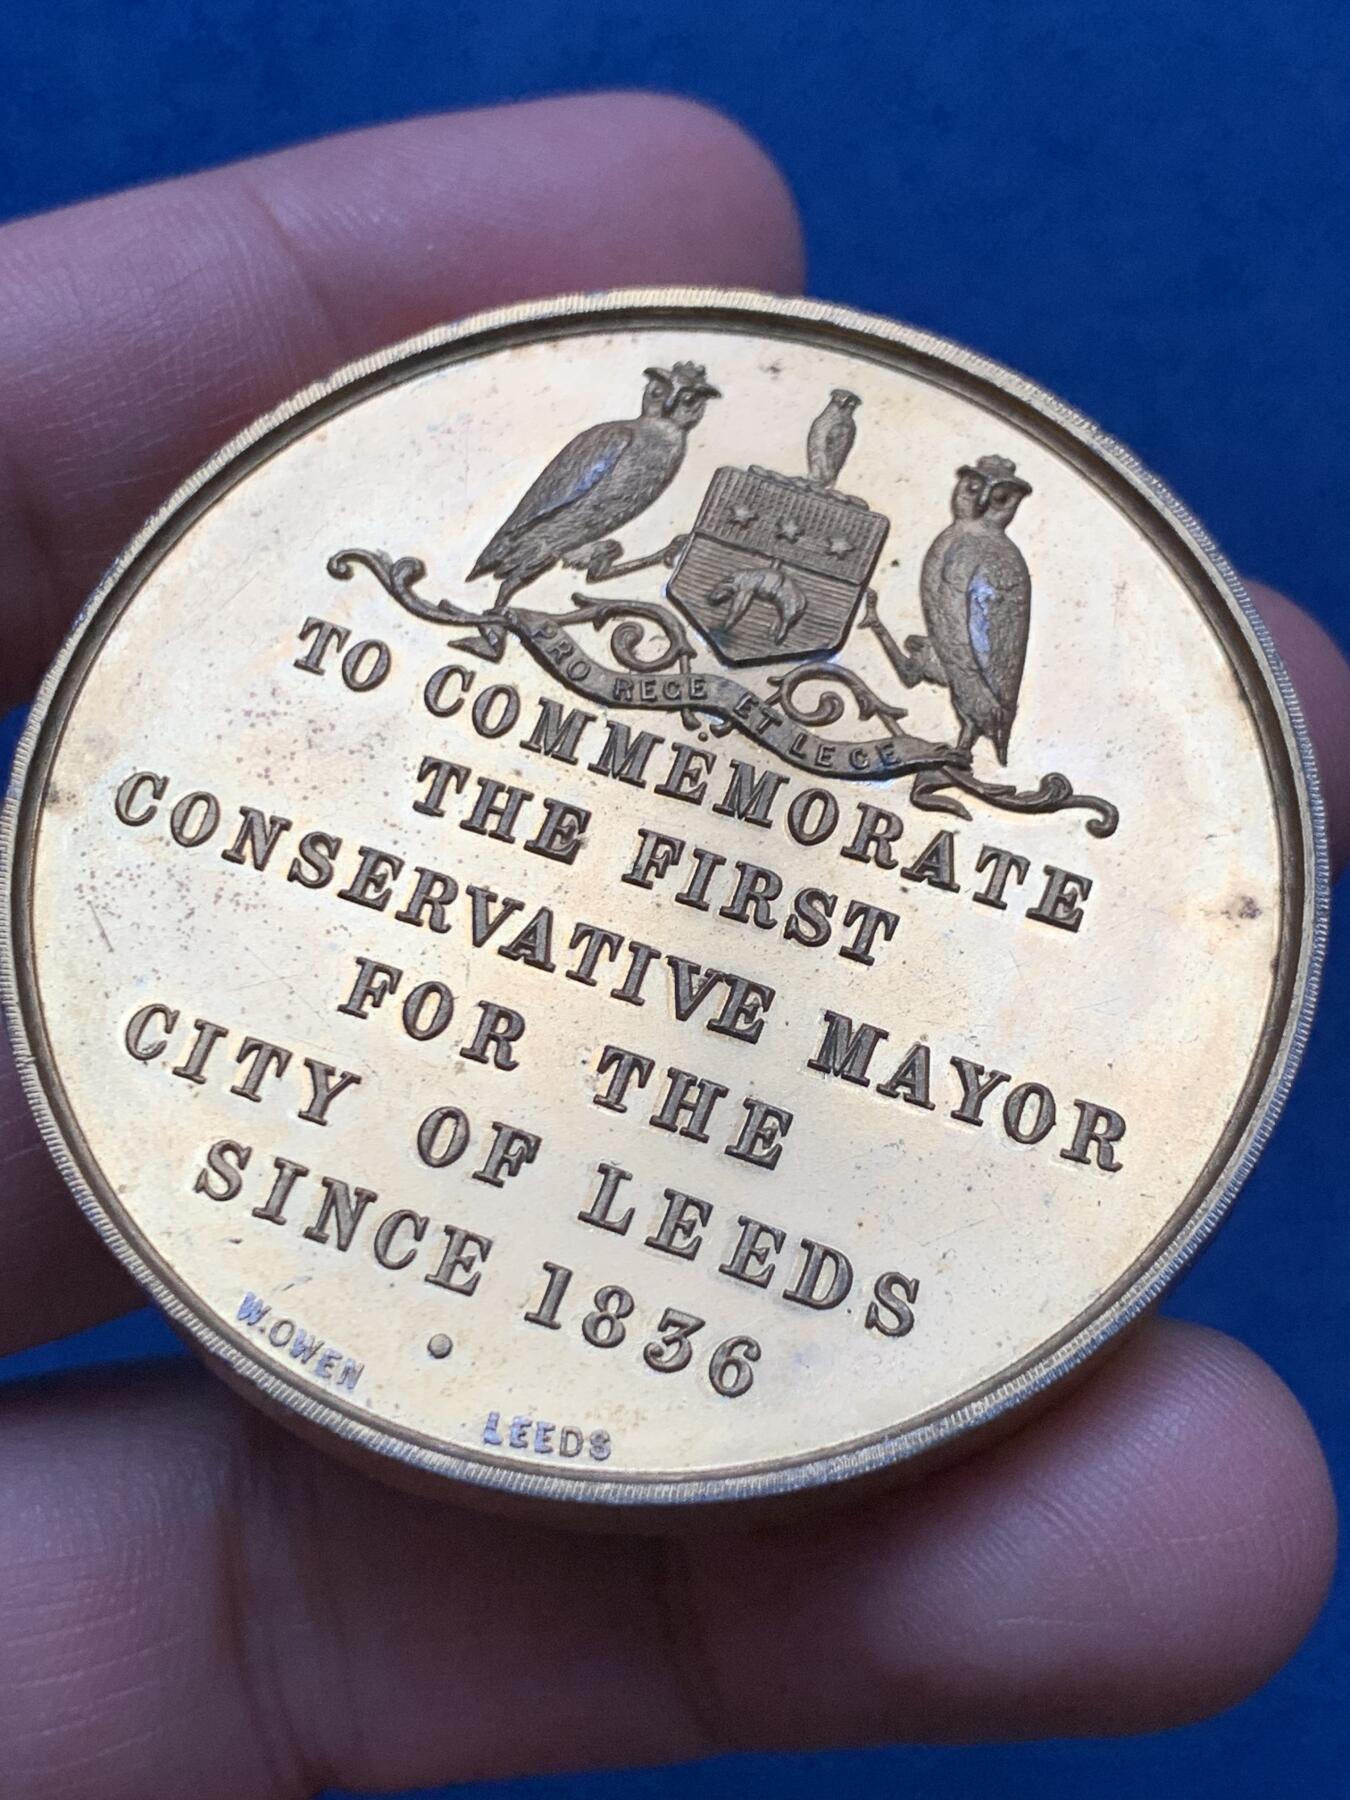 PRO REGE ET LEGE
TO COMMEMORATE
THE FIRST
CONSERVATIVE MAYOR
FOR THE
CITY OF LEEDS
SINCE 1836
W. OWEN
LEEDS